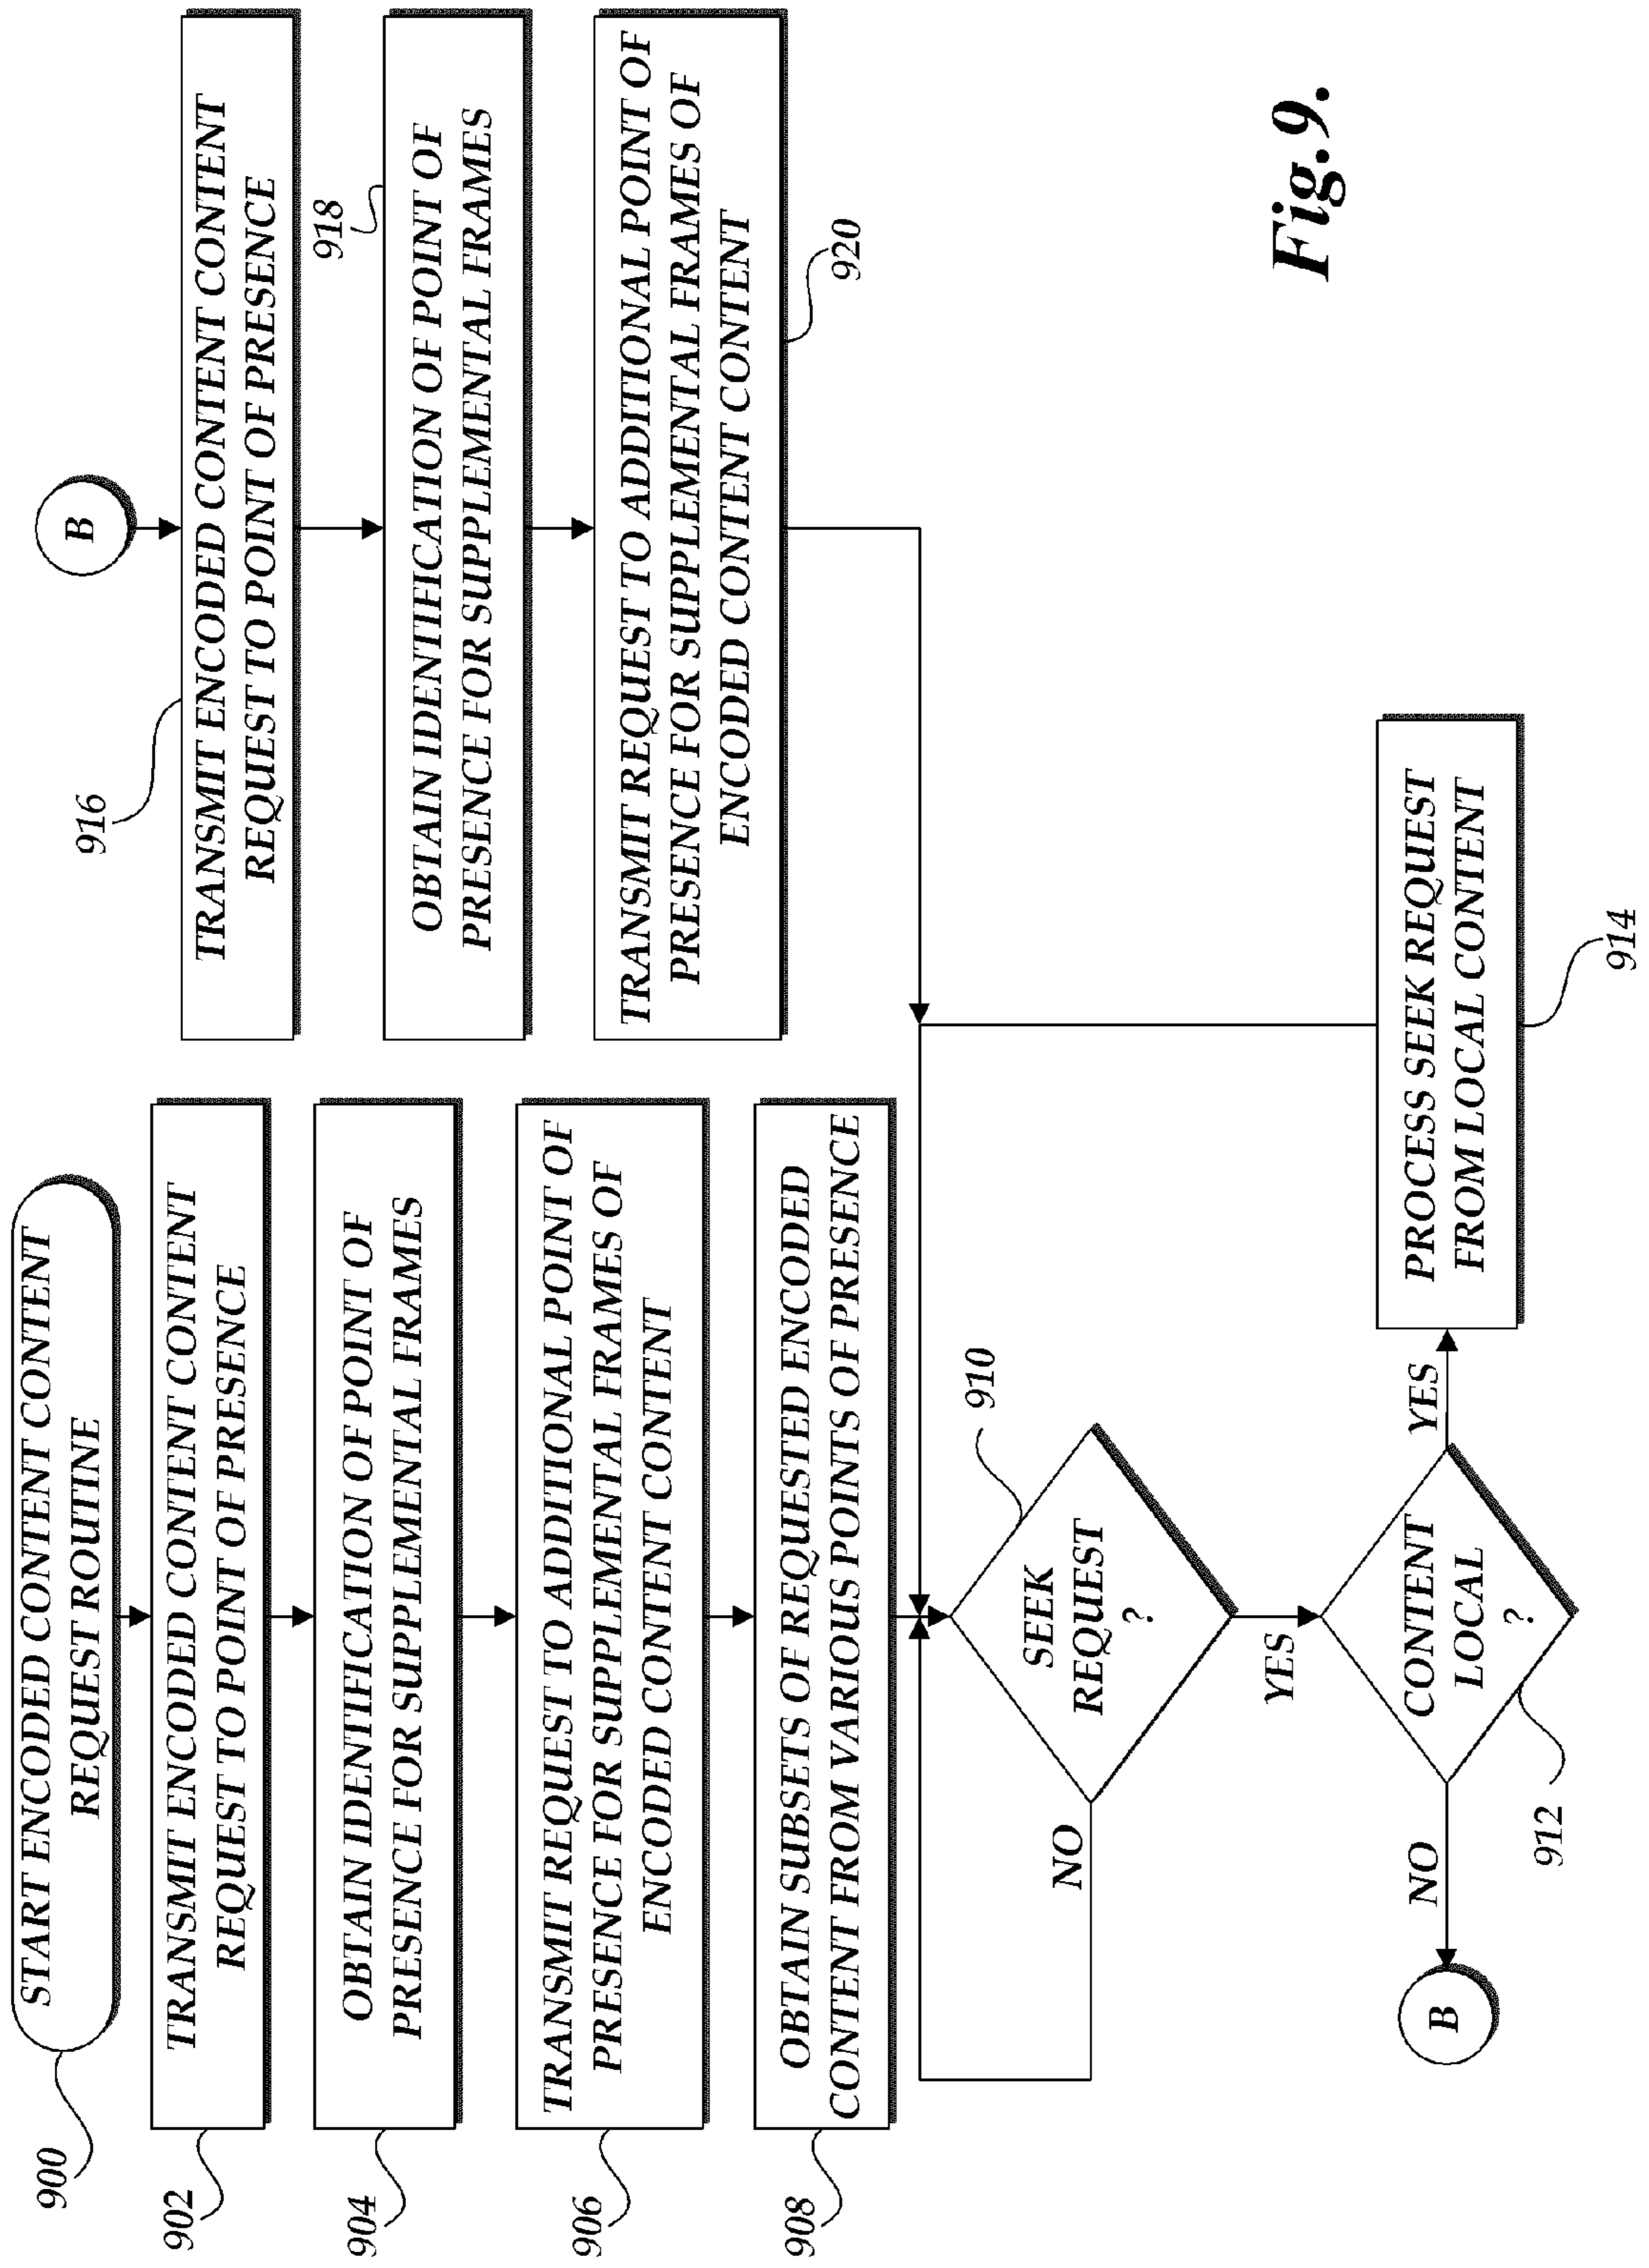 START ENCODED CONTENT CONTENT
REQUEST ROUTINE
900
TRANSMIT ENCODED CONTENT CONTENT
REQUEST TO POINT OF PRESENCE
902
OBTAIN IDENTIFICATION OF POINT OF
PRESENCE FOR SUPPLEMENTAL FRAMES
904
TRANSMIT REQUEST TO ADDITIONAL POINT OF
PRESENCE FOR SUPPLEMENTAL FRAMES OF
ENCODED CONTENT CONTENT
906
OBTAIN SUBSETS OF REQUESTED ENCODED
CONTENT FROM VARIOUS POINTS OF PRESENCE
908
SEEK
REQUEST
?
910
NO
YES
CONTENT
LOCAL
?
912
NO
B
YES
PROCESS SEEK REQUEST
FROM LOCAL CONTENT
914
B
TRANSMIT ENCODED CONTENT CONTENT
REQUEST TO POINT OF PRESENCE
916
OBTAIN IDENTIFICATION OF POINT OF
PRESENCE FOR SUPPLEMENTAL FRAMES
918
TRANSMIT REQUEST TO ADDITIONAL POINT OF
PRESENCE FOR SUPPLEMENTAL FRAMES OF
ENCODED CONTENT CONTENT
920
Fig.9.